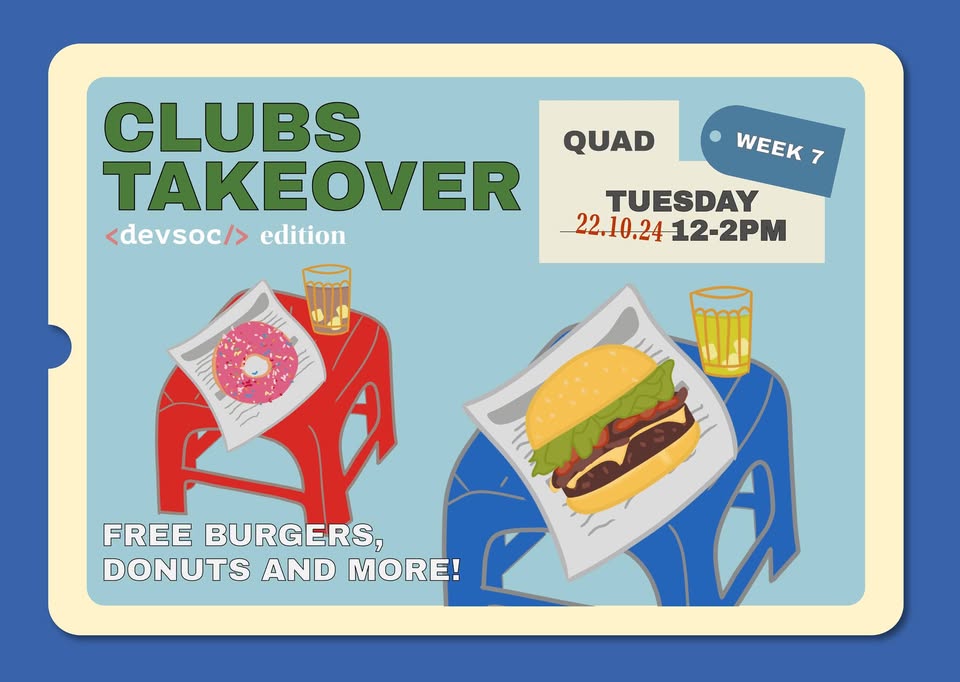 CLUBS
TAKEOVER
<devsoc/> edition
QUAD
WEEK 7
TUESDAY
22.10.24 12-2PM
FREE BURGERS,
DONUTS AND MORE!